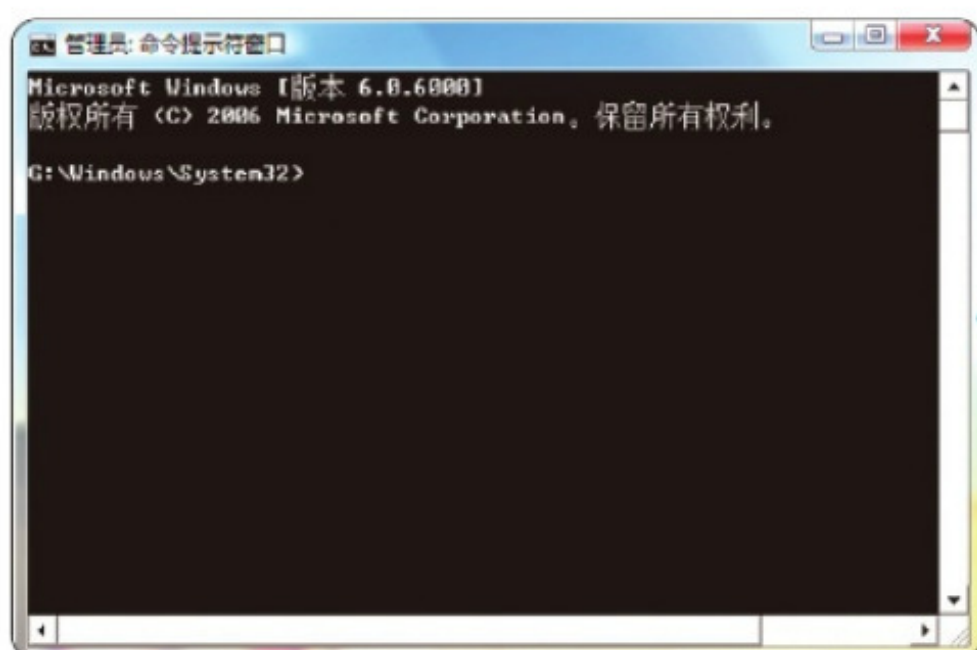 管理员: 命令提示符窗口
Microsoft Windows [版本 6.0.6000]
版权所有 (C) 2006 Microsoft Corporation。保留所有权利。
G:\Windows\System32>